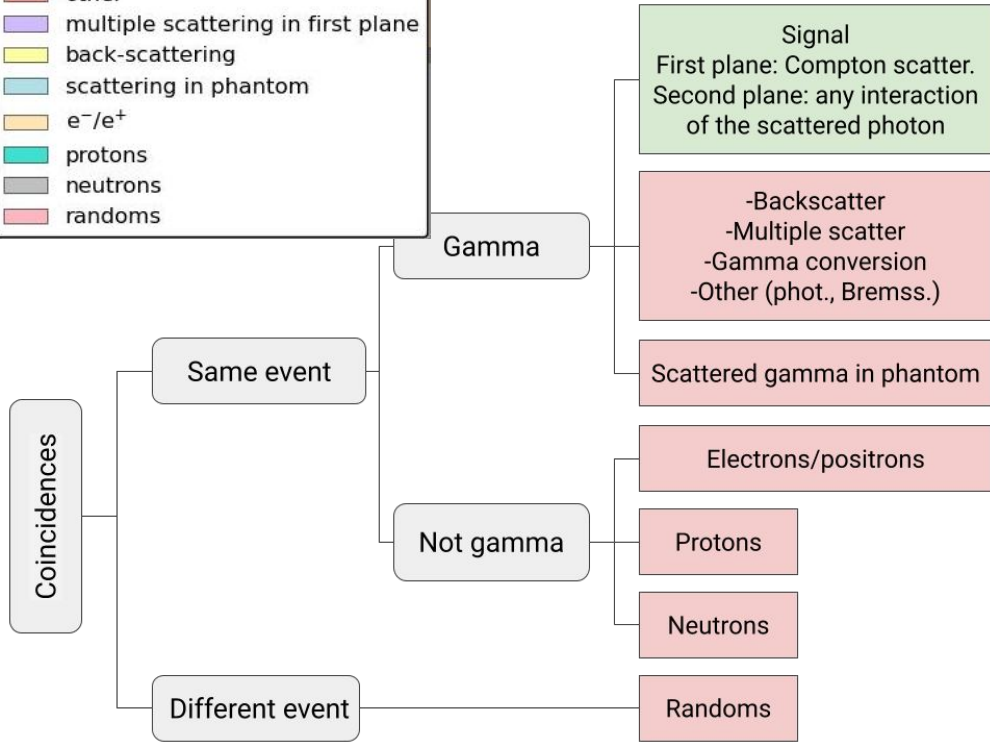 multiple scattering in first plane
back-scattering
scattering in phantom
e⁻/e⁺
protons
neutrons
randoms
Signal
First plane: Compton scatter.
Second plane: any interaction
of the scattered photon
Gamma
-Backscatter
-Multiple scatter
-Gamma conversion
-Other (phot., Bremss.)
Same event
Scattered gamma in phantom
Coincidences
Electrons/positrons
Not gamma
Protons
Neutrons
Different event
Randoms